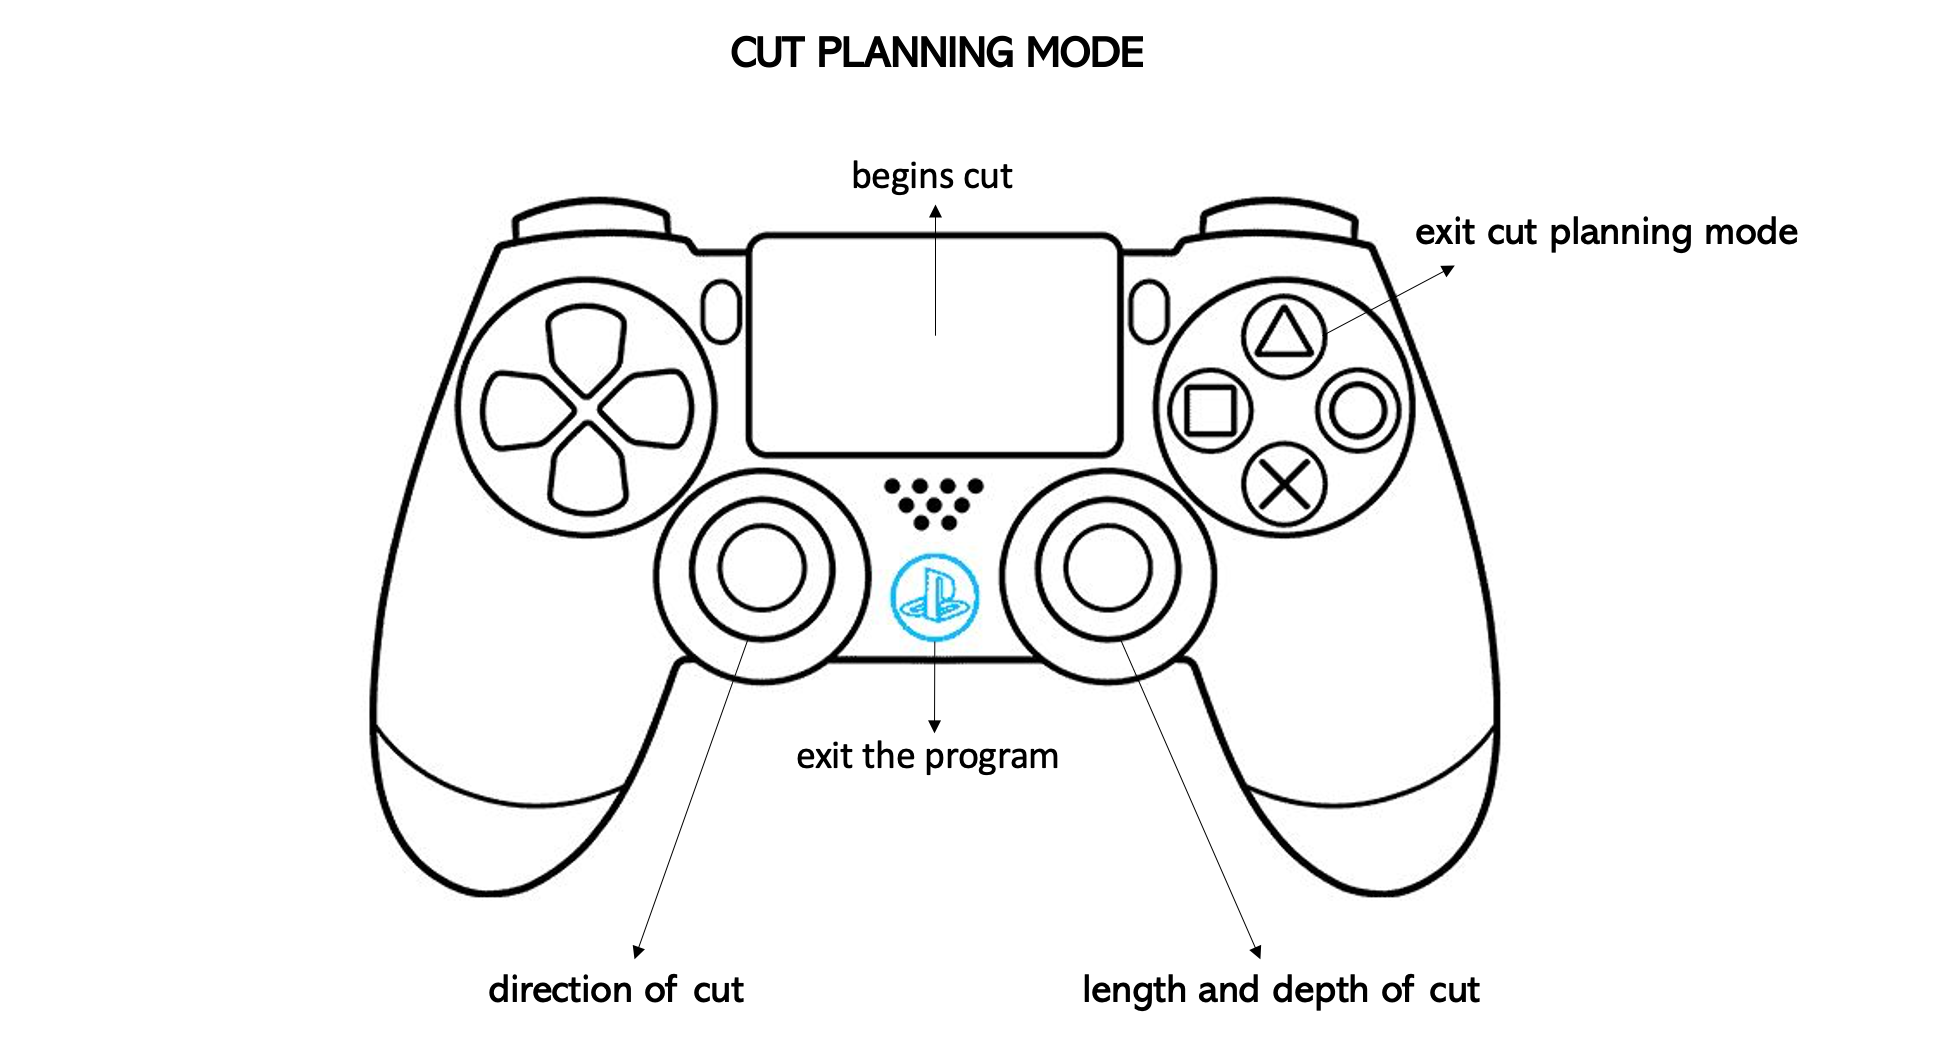 CUT PLANNING MODE
begins cut
exit cut planning mode
exit the program
direction of cut
length and depth of cut